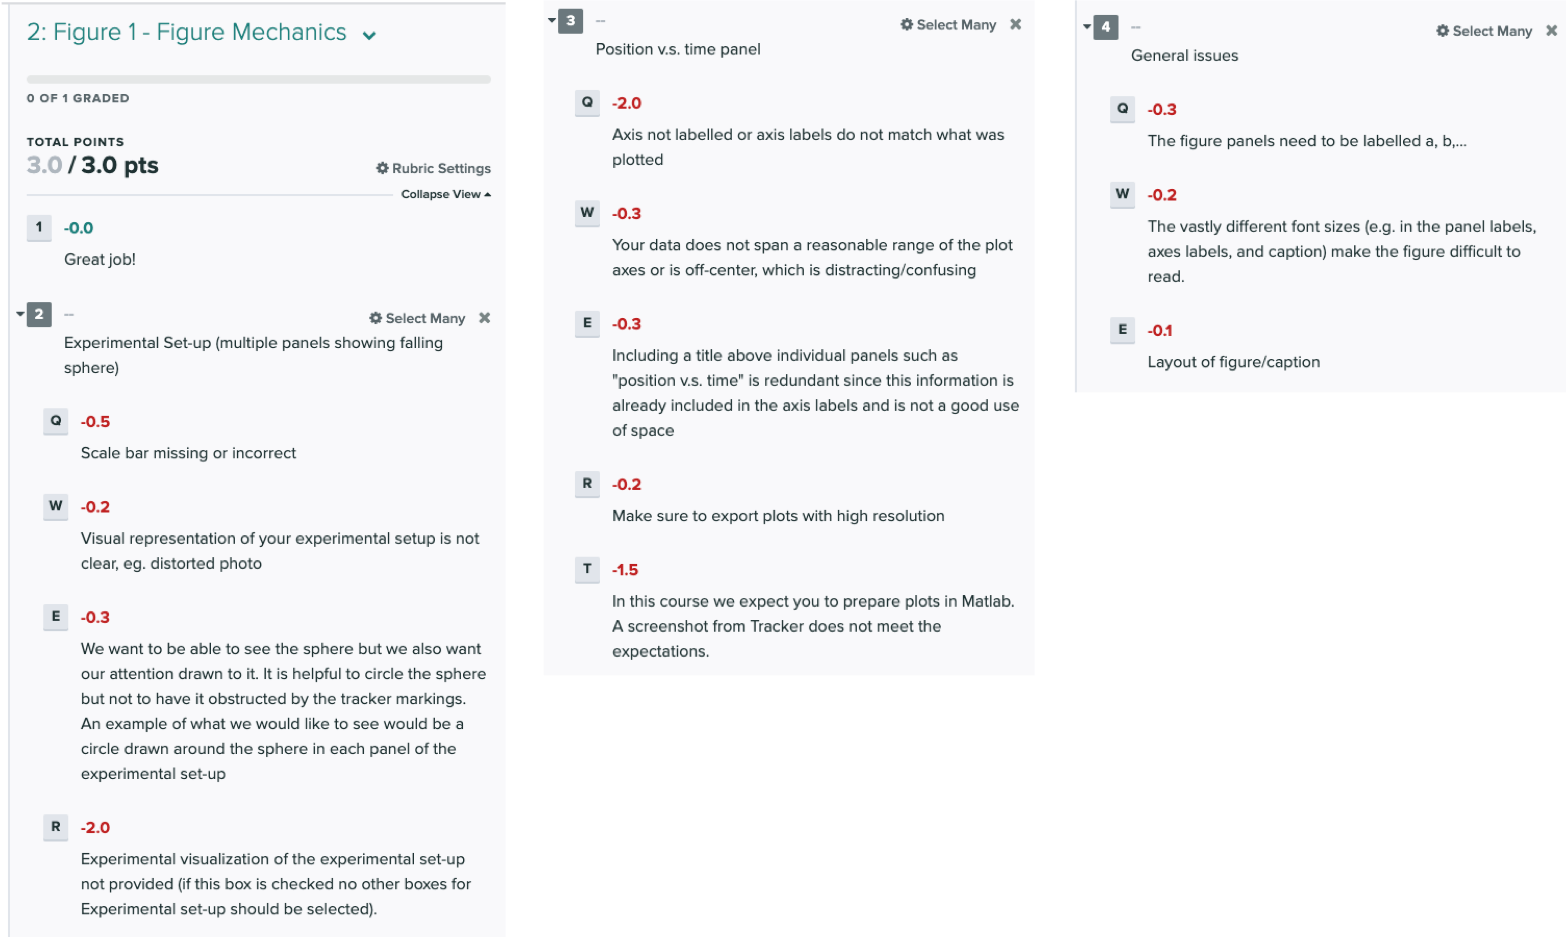 2: Figure 1 - Figure Mechanics
0 OF 1 GRADED
TOTAL POINTS
3.0 / 3.0 pts
Rubric Settings
Collapse View
1 -0.0
Great job!
2 -- Select Many
Experimental Set-up (multiple panels showing falling
sphere)
Q -0.5
Scale bar missing or incorrect
W -0.2
Visual representation of your experimental setup is not
clear, eg. distorted photo
E -0.3
We want to be able to see the sphere but we also want
our attention drawn to it. It is helpful to circle the sphere
but not to have it obstructed by the tracker markings.
An example of what we would like to see would be a
circle drawn around the sphere in each panel of the
experimental set-up
R -2.0
Experimental visualization of the experimental set-up
not provided (if this box is checked no other boxes for
Experimental set-up should be selected).
3 -- Select Many
Position v.s. time panel
Q -2.0
Axis not labelled or axis labels do not match what was
plotted
W -0.3
Your data does not span a reasonable range of the plot
axes or is off-center, which is distracting/confusing
E -0.3
Including a title above individual panels such as
"position v.s. time" is redundant since this information is
already included in the axis labels and is not a good use
of space
R -0.2
Make sure to export plots with high resolution
T -1.5
In this course we expect you to prepare plots in Matlab.
A screenshot from Tracker does not meet the
expectations.
4 -- Select Many
General issues
Q -0.3
The figure panels need to be labelled a, b,...
W -0.2
The vastly different font sizes (e.g. in the panel labels,
axes labels, and caption) make the figure difficult to
read.
E -0.1
Layout of figure/caption